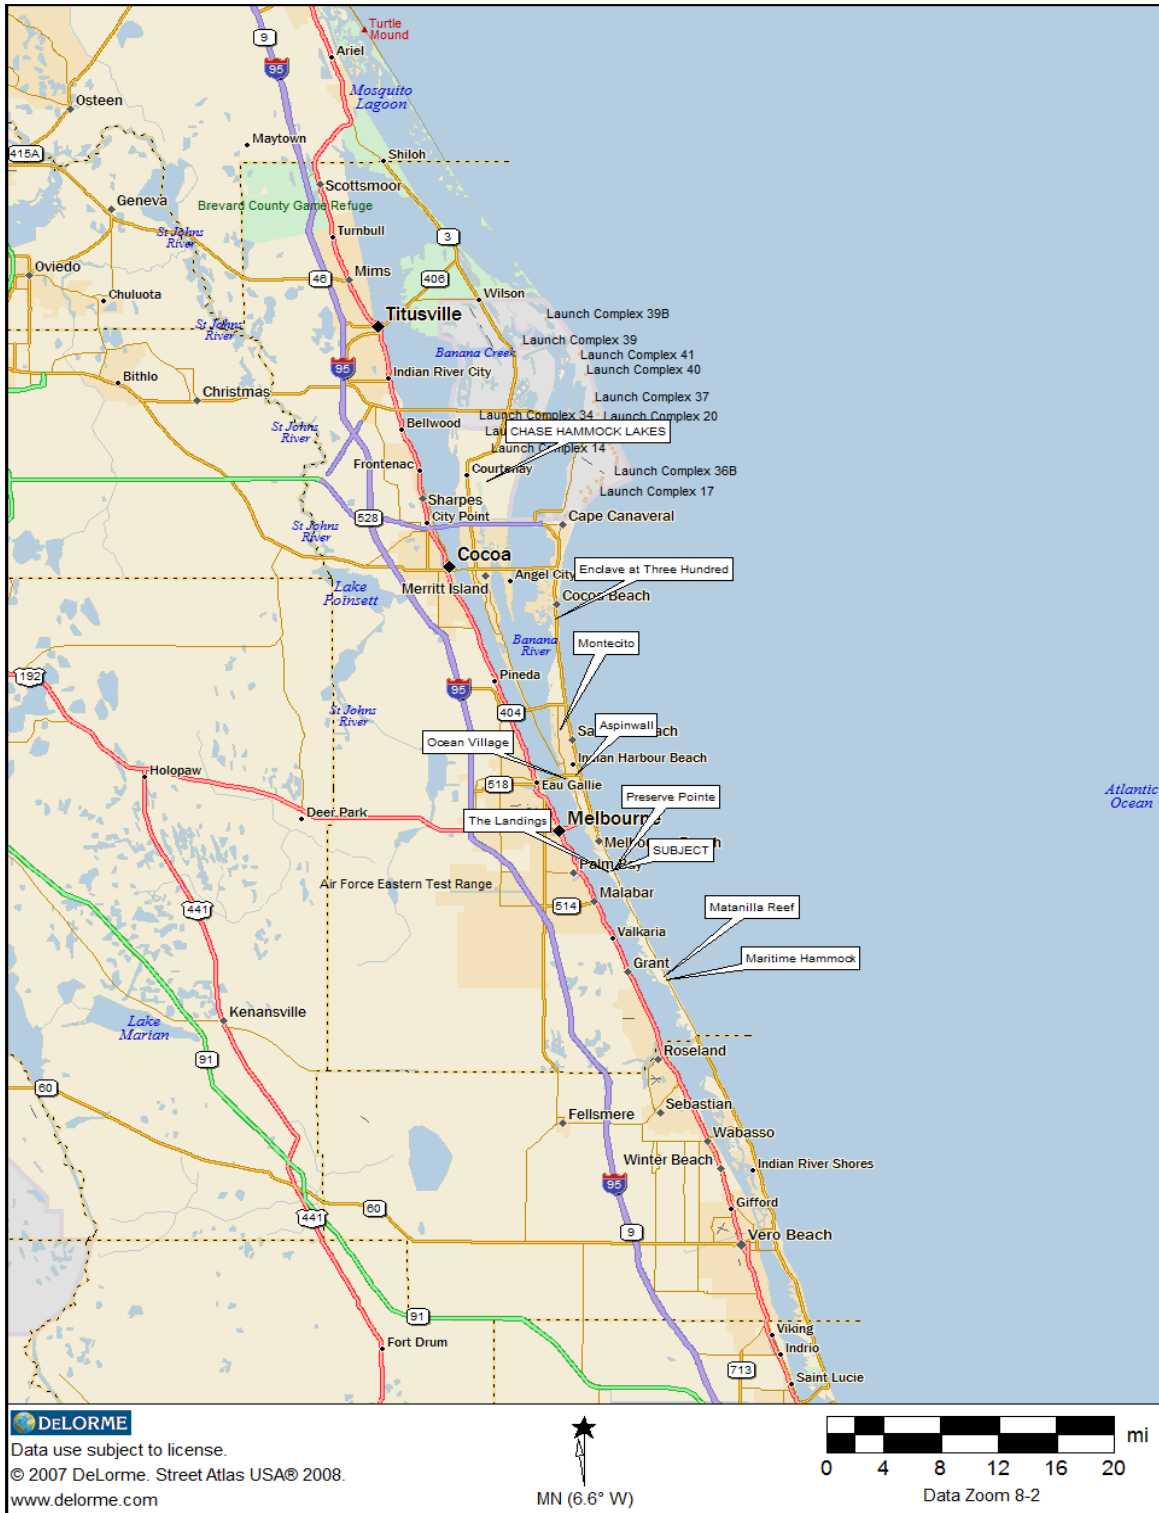 Turtle
Mound
9
Ariel
95
Mosquito
Lagoon
Osteen
Maytown
415A
Shiloh
Scottsmoor
Geneva
Brevard County Game Refuge
St Johns
River
Turnbull
3
Oviedo
46
Mims
406
Chuluota
Wilson
Titusville
Launch Complex 39B
St Johns
River
Launch Complex 39
Banana Creek
Launch Complex 41
95
Indian River City
Launch Complex 40
Bithlo
Christmas
Launch Complex 37
Launch Complex 34
Launch Complex 20
St Johns
River
Bellwood
CHASE HAMMOCK LAKES
Launch Complex 14
Frontenac
Courtenay
Launch Complex 36B
Launch Complex 17
Sharpes
528
City Point
Cape Canaveral
St Johns
River
Cocoa
Angel City
Enclave at Three Hundred
Merritt Island
Lake
Poinsett
Cocoa Beach
Banana
River
Montecito
192
Pineda
95
404
St Johns
River
Aspinwall
Ocean Village
Indian Harbour Beach
Holopaw
518
Eau Gallie
Atlantic
Ocean
Preserve Pointe
Deer Park
The Landings
Melbourne
SUBJECT
Palm Bay
Air Force Eastern Test Range
Malabar
514
441
Matanilla Reef
Valkaria
Grant
Maritime Hammock
Kenansville
Lake
Marian
91
Roseland
60
Sebastian
Fellsmere
Wabasso
Winter Beach
Indian River Shores
95
Gifford
60
441
9
Vero Beach
91
Viking
Fort Drum
Indrio
713
Saint Lucie
DELORME
Data use subject to license.
© 2007 DeLorme. Street Atlas USA® 2008.
www.delorme.com
MN (6.6° W)
mi
0 4 8 12 16 20
Data Zoom 8-2